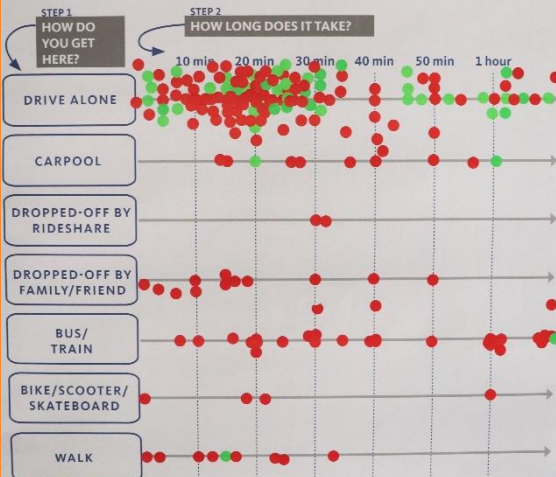 STEP 1
HOW DO
YOU GET
HERE?
STEP 2
HOW LONG DOES IT TAKE?
10 min
20 min
30 min
40 min
50 min
1 hour
DRIVE ALONE
CARPOOL
DROPPED-OFF BY
RIDESHARE
DROPPED-OFF BY
FAMILY/FRIEND
BUS/
TRAIN
BIKE/SCOOTER/
SKATEBOARD
WALK